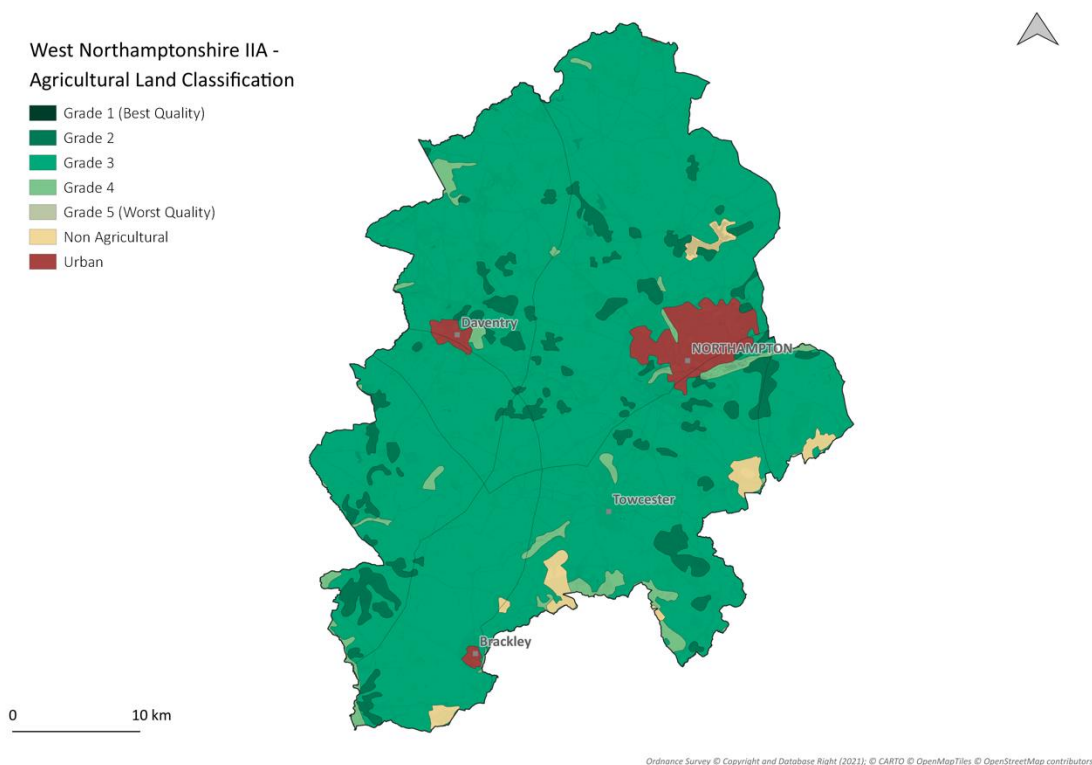 West Northamptonshire IIA -
Agricultural Land Classification
Grade 1 (Best Quality)
Grade 2
Grade 3
Grade 4
Grade 5 (Worst Quality)
Non Agricultural
Urban
Daventry
NORTHAMPTON
Towcester
Brackley
0 10 km
Ordnance Survey © Copyright and Database Right (2021); © CARTO © OpenMapTiles © OpenStreetMap contributors